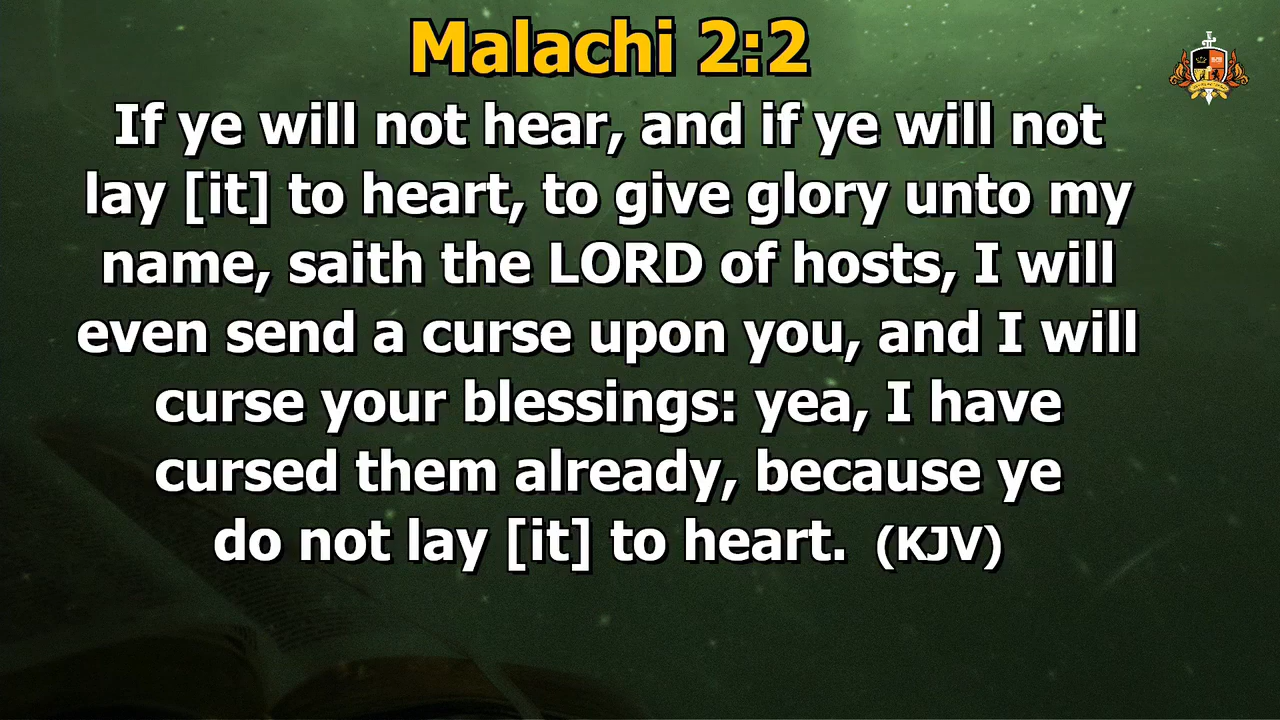 Malachi 2:2
If ye will not hear, and if ye will not
lay [it] to heart, to give glory unto my
name, saith the LORD of hosts, I will
even send a curse upon you, and I will
curse your blessings: yea, I have
cursed them already, because ye
do not lay [it] to heart. (KJV)